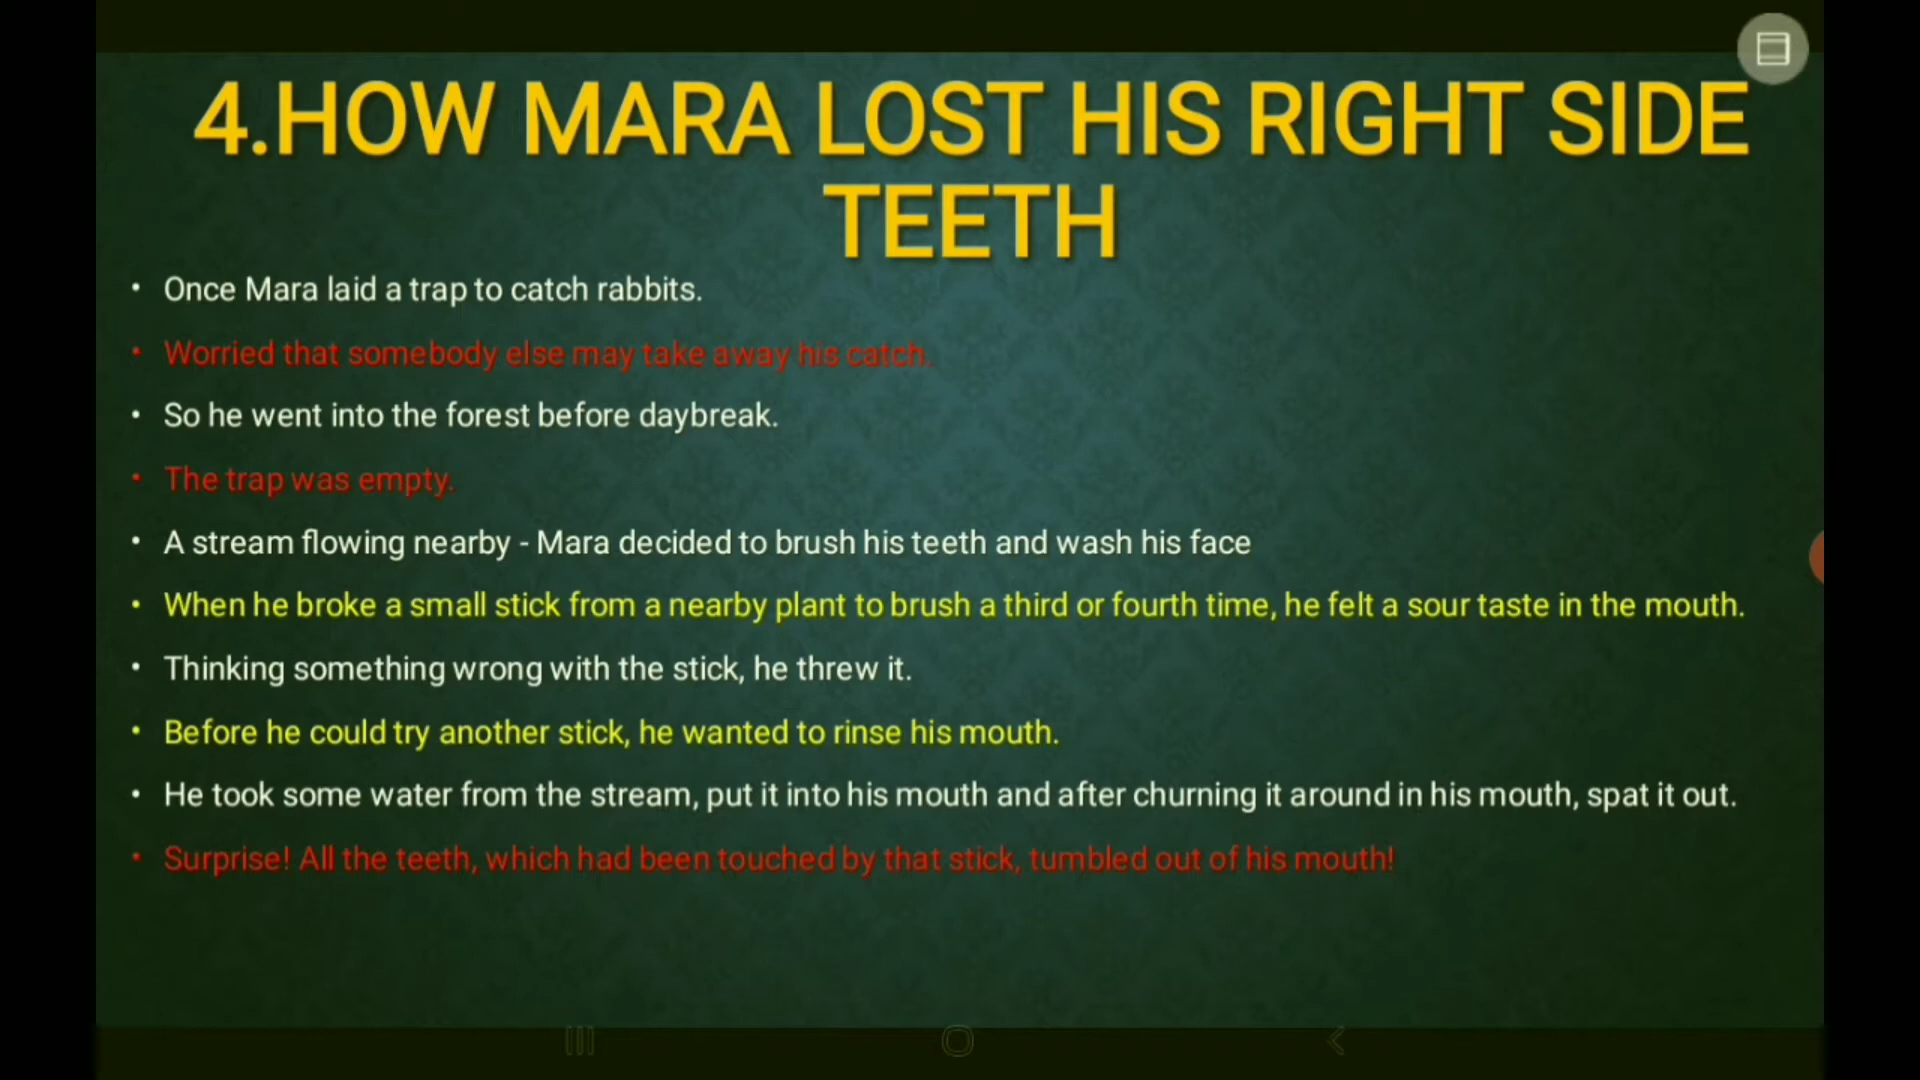 4.HOW MARA LOST HIS RIGHT SIDE
TEETH
• Once Mara laid a trap to catch rabbits.
• Worried that somebody else may take away his catch.
• So he went into the forest before daybreak.
• The trap was empty.
• A stream flowing nearby - Mara decided to brush his teeth and wash his face
• When he broke a small stick from a nearby plant to brush a third or fourth time, he felt a sour taste in the mouth.
• Thinking something wrong with the stick, he threw it.
• Before he could try another stick, he wanted to rinse his mouth.
• He took some water from the stream, put it into his mouth and after churning it around in his mouth, spat it out.
• Surprise! All the teeth, which had been touched by that stick, tumbled out of his mouth!